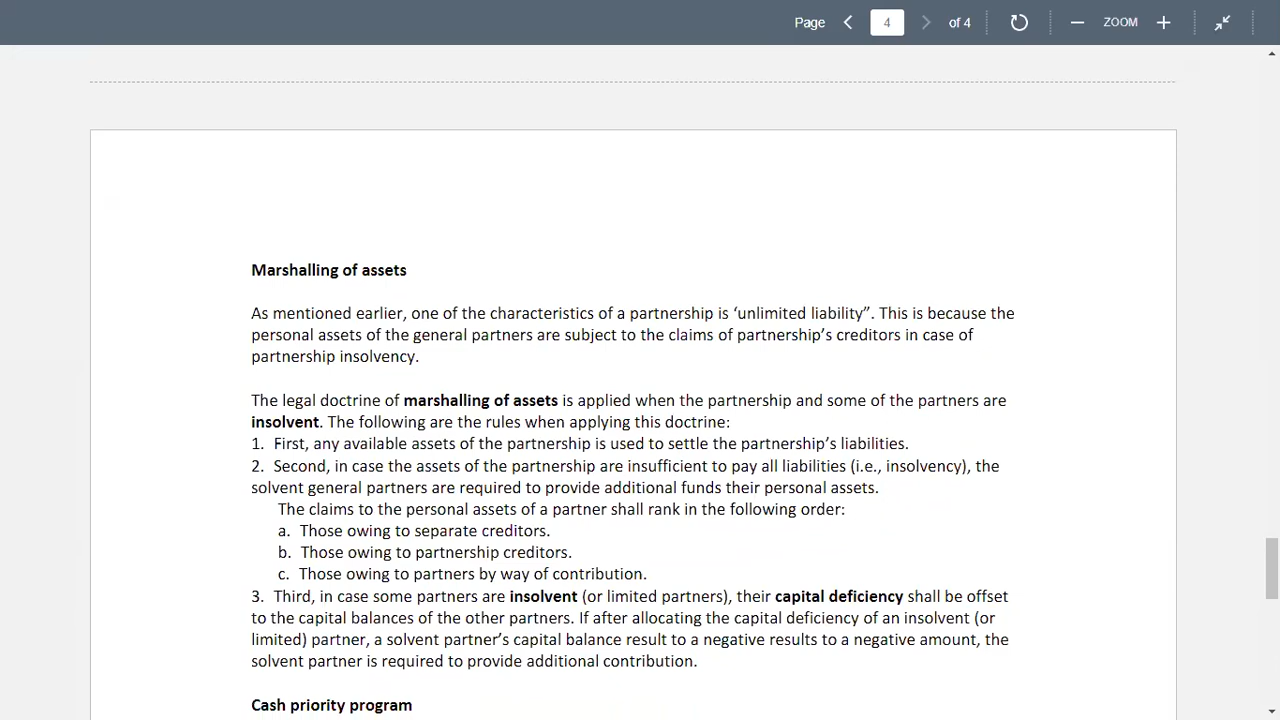 Page 4 of 4 ZOOM
Marshalling of assets
As mentioned earlier, one of the characteristics of a partnership is ‘unlimited liability”. This is because the
personal assets of the general partners are subject to the claims of partnership’s creditors in case of
partnership insolvency.
The legal doctrine of marshalling of assets is applied when the partnership and some of the partners are
insolvent. The following are the rules when applying this doctrine:
1. First, any available assets of the partnership is used to settle the partnership’s liabilities.
2. Second, in case the assets of the partnership are insufficient to pay all liabilities (i.e., insolvency), the
solvent general partners are required to provide additional funds their personal assets.
The claims to the personal assets of a partner shall rank in the following order:
a. Those owing to separate creditors.
b. Those owing to partnership creditors.
c. Those owing to partners by way of contribution.
3. Third, in case some partners are insolvent (or limited partners), their capital deficiency shall be offset
to the capital balances of the other partners. If after allocating the capital deficiency of an insolvent (or
limited) partner, a solvent partner’s capital balance result to a negative results to a negative amount, the
solvent partner is required to provide additional contribution.
Cash priority program